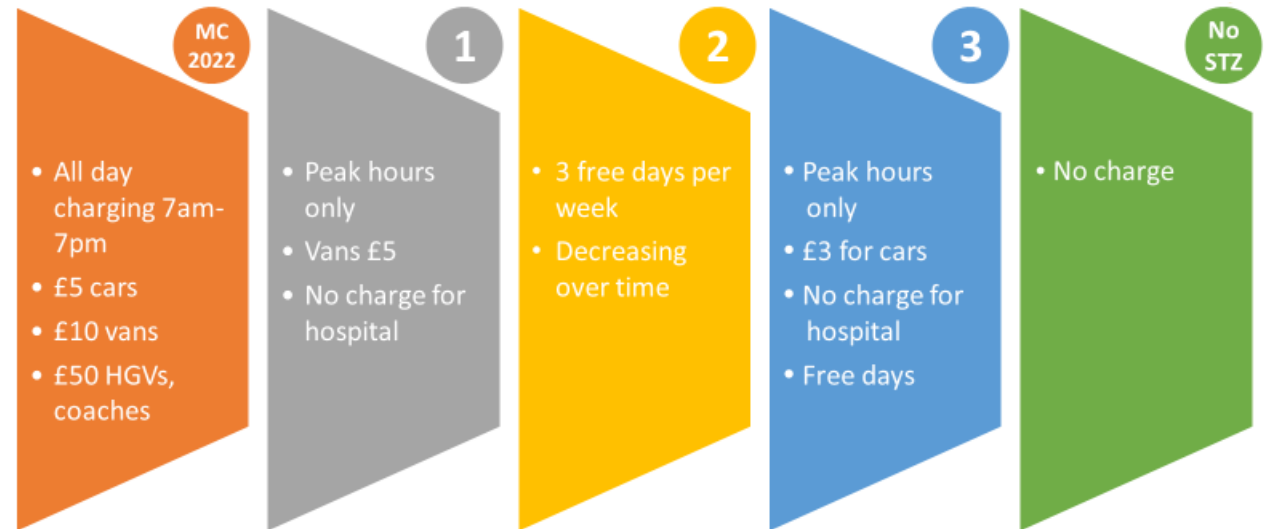 MC
2022
• All day
charging 7am-
7pm
• £5 cars
• £10 vans
• £50 HGVs,
coaches
1
• Peak hours
only
• Vans £5
• No charge for
hospital
2
• 3 free days per
week
• Decreasing
over time
3
• Peak hours
only
• £3 for cars
• No charge for
hospital
• Free days
No
STZ
• No charge